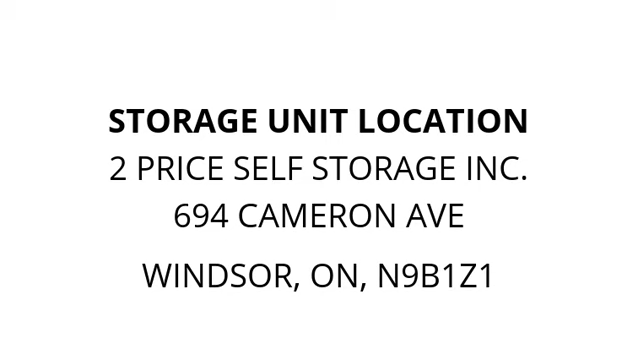 STORAGE UNIT LOCATION
2 PRICE SELF STORAGE INC.
694 CAMERON AVE
WINDSOR, ON, N9B1Z1